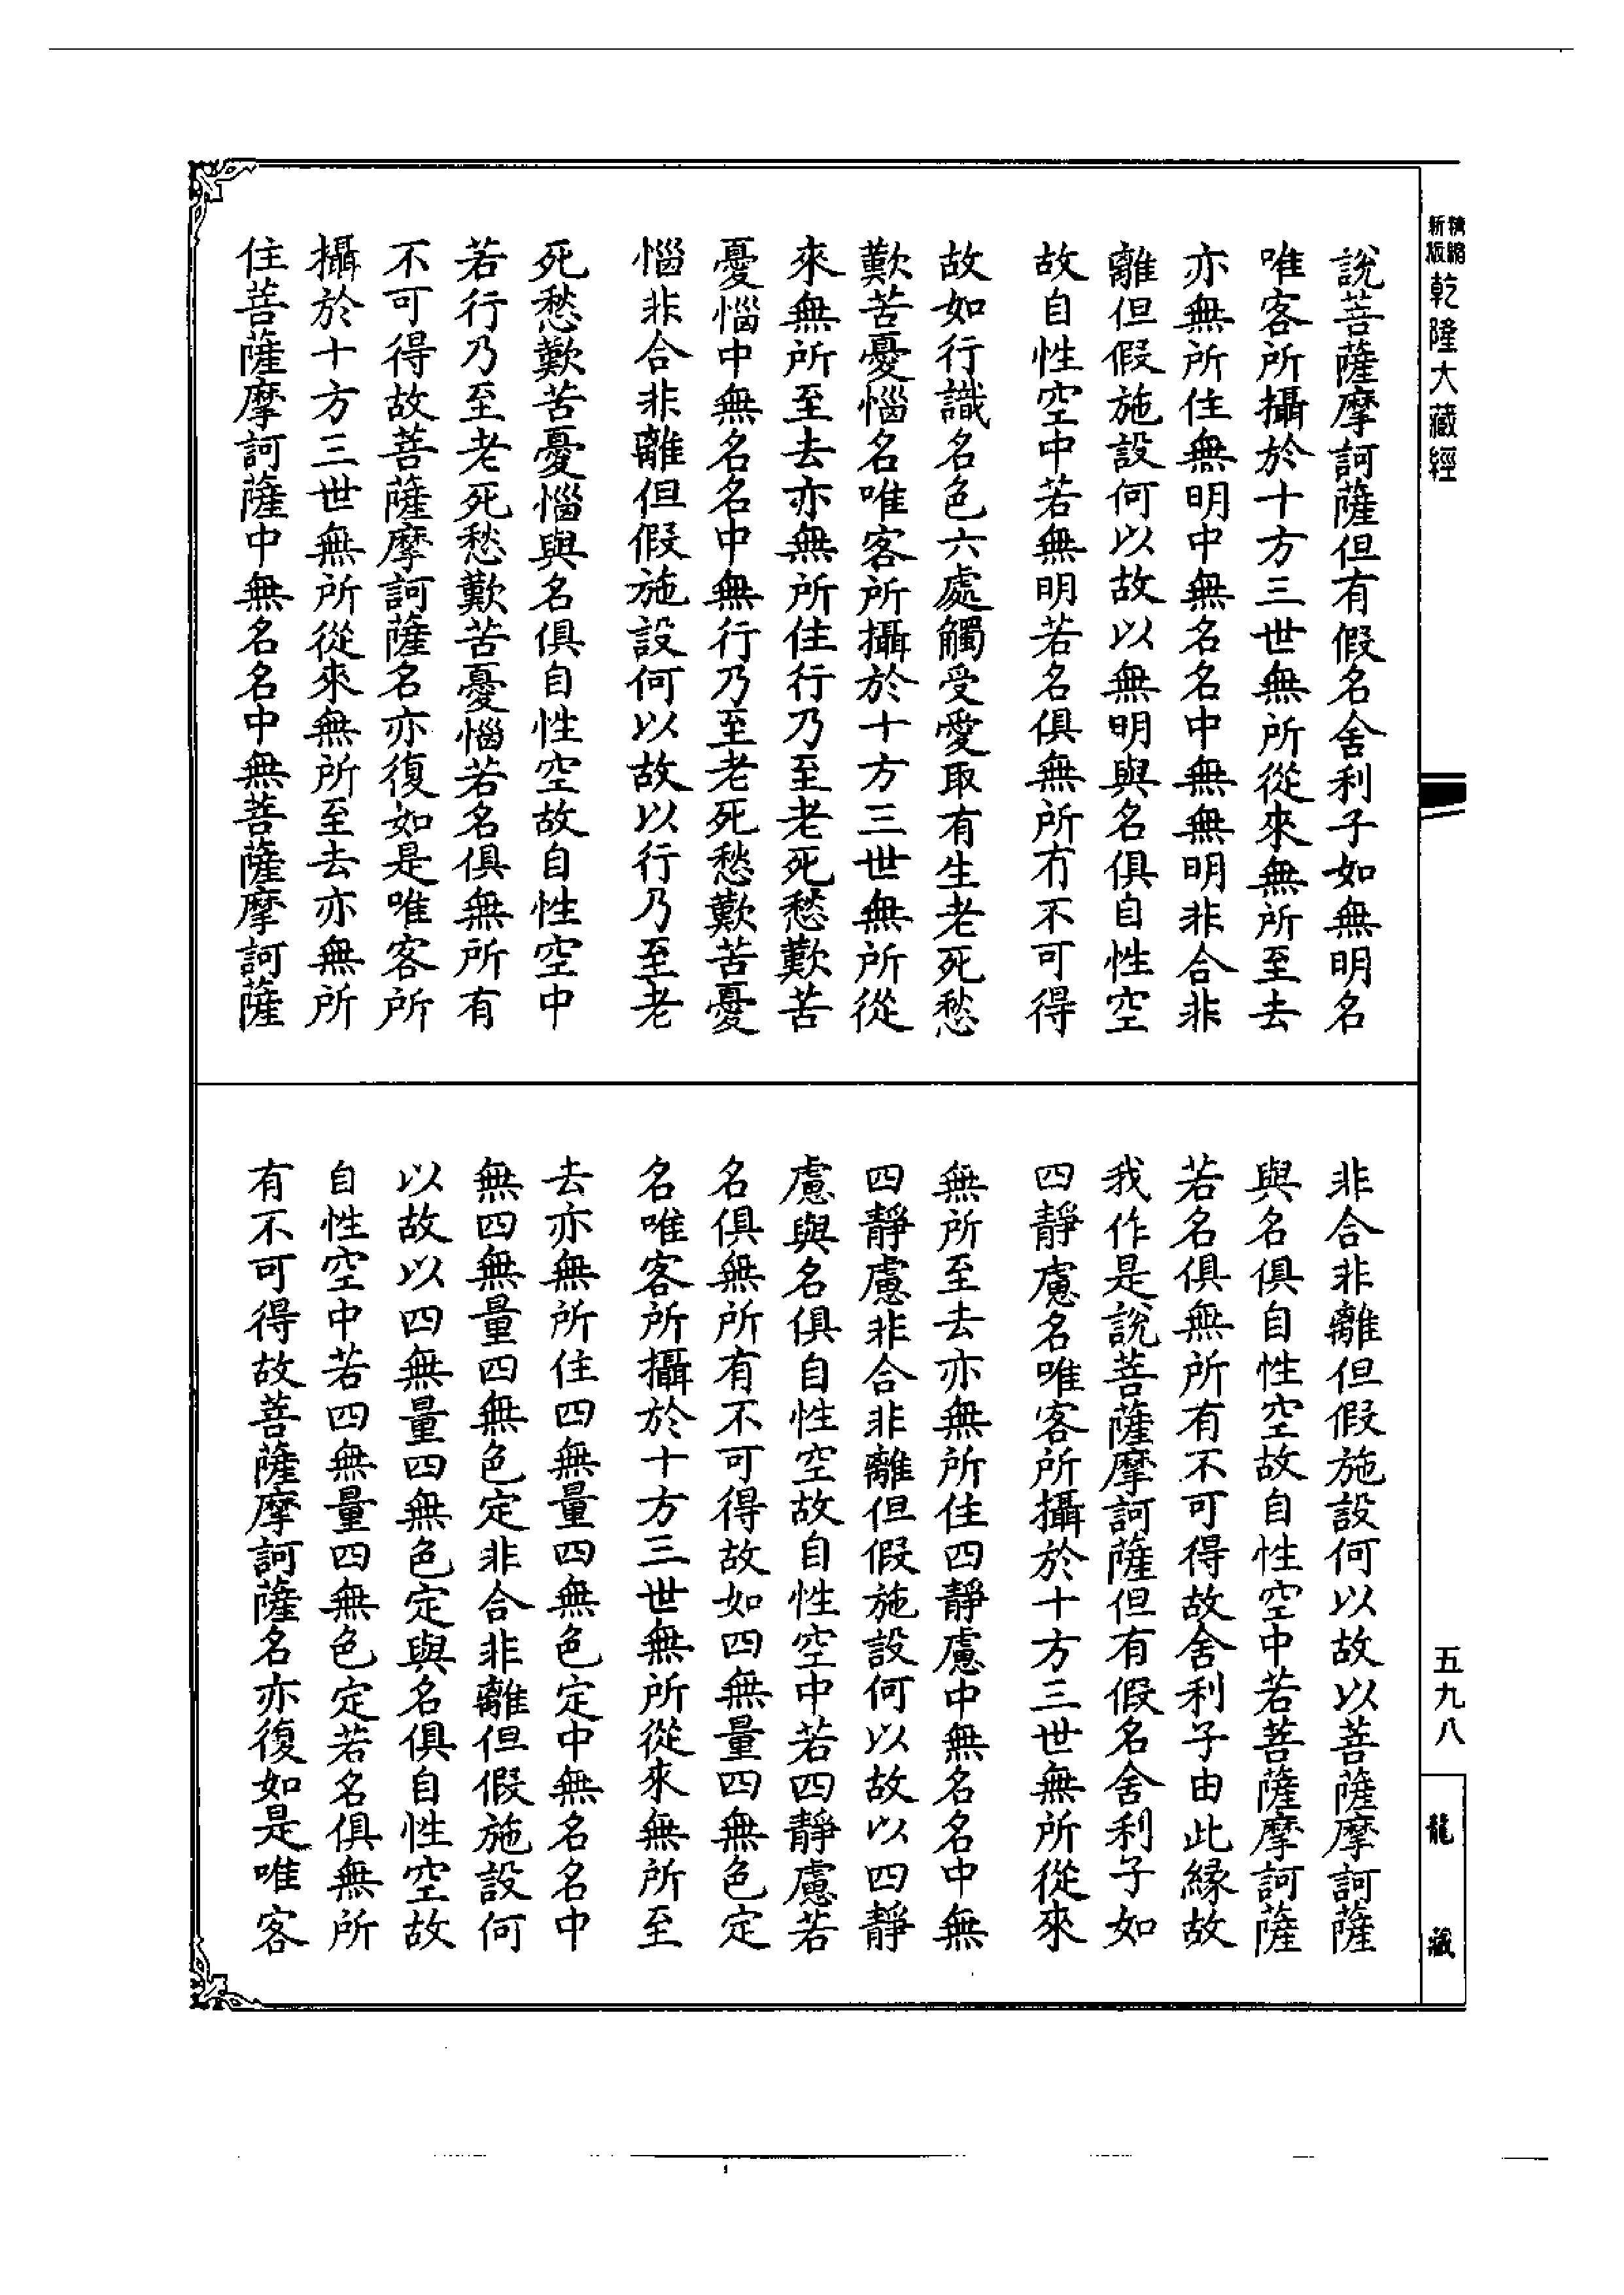 精縮新版
乾隆大藏經
五九八
龍藏
說菩薩摩訶薩但有假名舍利子如無明名
唯客所攝於十方三世無所從來無所至去
亦無所住無明中無名名中無無明非合非
離但假施設何以故以無明與名俱自性空
故自性空中若無明若名俱無所有不可得
故如行識名色六處觸受愛取有生老死愁
歎苦憂惱名唯客所攝於十方三世無所從
來無所至去亦無所住行乃至老死愁歎苦
憂惱中無名名中無行乃至老死愁歎苦憂
惱非合非離但假施設何以故以行乃至老
死愁歎苦憂惱與名俱自性空故自性空中
若行乃至老死愁歎苦憂惱若名俱無所有
不可得故菩薩摩訶薩名亦復如是唯客所
攝於十方三世無所從來無所至去亦無所
住菩薩摩訶薩中無名名中無菩薩摩訶薩
非合非離但假施設何以故以菩薩摩訶薩
與名俱自性空故自性空中若菩薩摩訶薩
若名俱無所有不可得故舍利子由此緣故
我作是說菩薩摩訶薩但有假名舍利子如
四靜慮名唯客所攝於十方三世無所從來
無所至去亦無所住四靜慮中無名名中無
四靜慮非合非離但假施設何以故以四靜
慮與名俱自性空故自性空中若四靜慮若
名俱無所有不可得故如四無量四無色定
名唯客所攝於十方三世無所從來無所至
去亦無所住四無量四無色定中無名名中
無四無量四無色定非合非離但假施設何
以故以四無量四無色定與名俱自性空故
自性空中若四無量四無色定若名俱無所
有不可得故菩薩摩訶薩名亦復如是唯客